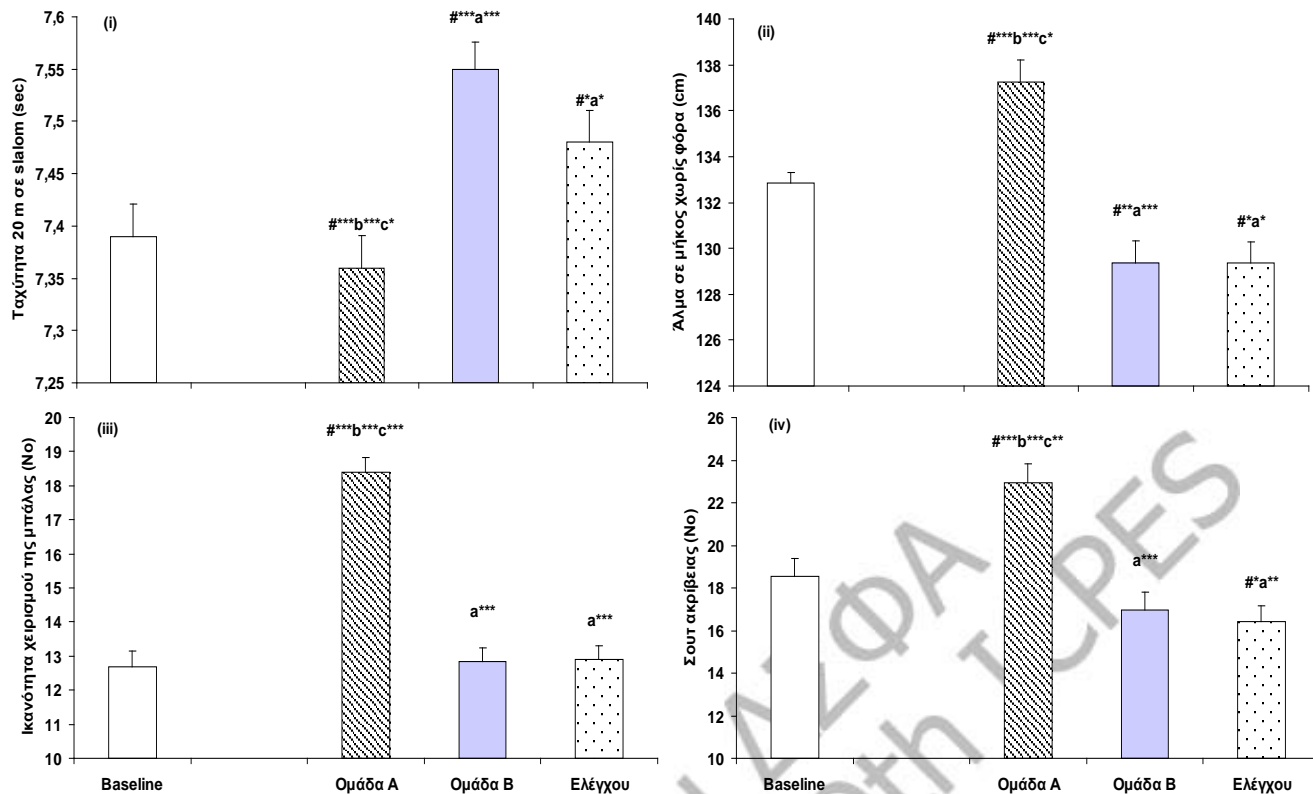 (i)
Ταχύτητα 20 m σε slalom (sec)
7,6
7,55
7,5
7,45
7,4
7,35
7,3
7,25
#***b***c*
#***a***
#*a*
(ii)
Άλμα σε μήκος χωρίς φόρα (cm)
140
138
136
134
132
130
128
126
124
#***b***c*
#**a***
#*a*
(iii)
Ικανότητα χειρισμού της μπάλας (No)
20
19
18
17
16
15
14
13
12
11
10
#***b***c***
a***
a***
Baseline
Ομάδα Α
Ομάδα Β
Ελέγχου
(iv)
Σουτ ακρίβειας (No)
26
24
22
20
18
16
14
12
10
#***b***c**
a***
#*a**
Baseline
Ομάδα Α
Ομάδα Β
Ελέγχου
ΑΖΦΑ
th ICPES